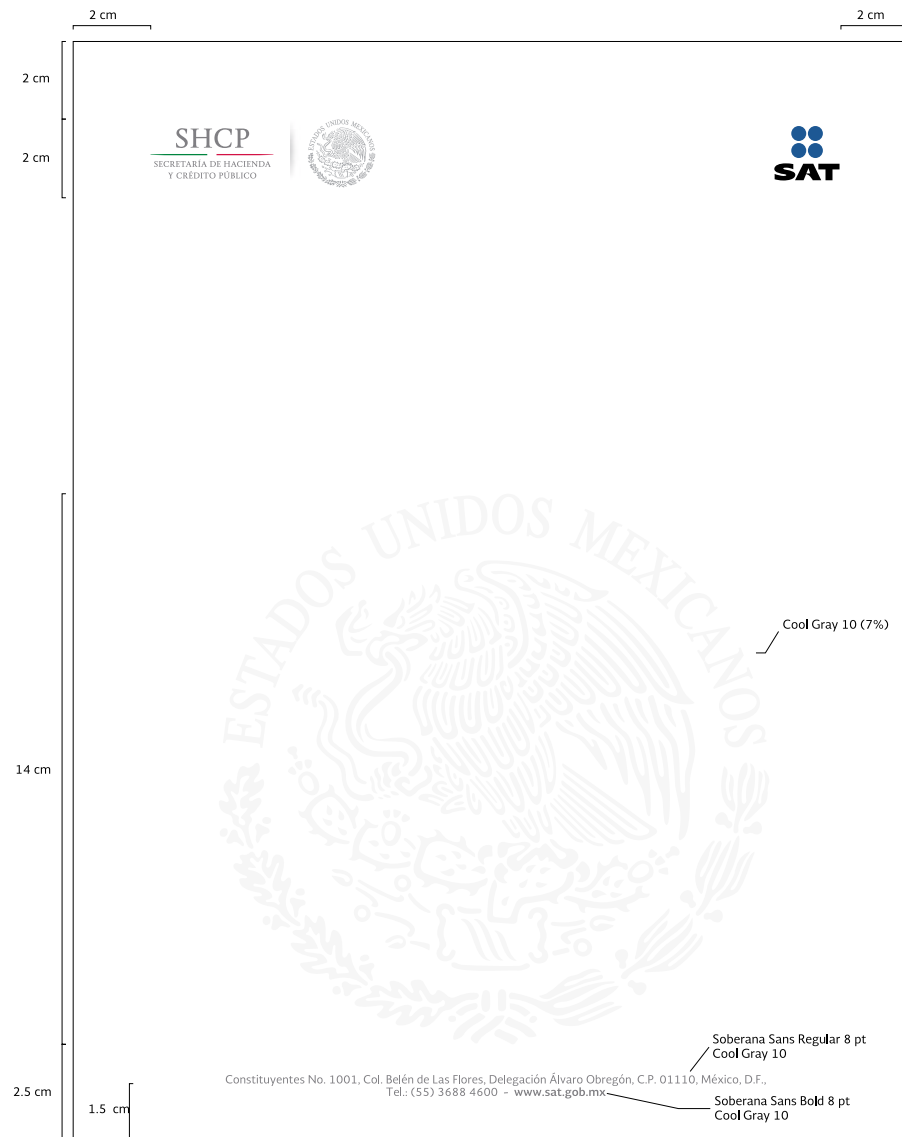 2 cm
2 cm
2 cm
2 cm
SHCP
SECRETARÍA DE HACIENDA
Y CRÉDITO PÚBLICO
ESTADOS UNIDOS MEXICANOS
SAT
ESTADOS UNIDOS MEXICANOS
Cool Gray 10 (7%)
14 cm
Soberana Sans Regular 8 pt
Cool Gray 10
Constituyentes No. 1001, Col. Belén de Las Flores, Delegación Álvaro Obregón, C.P. 01110, México, D.F.,
Tel.: (55) 3688 4600 - www.sat.gob.mx
2.5 cm
1.5 cm
Soberana Sans Bold 8 pt
Cool Gray 10